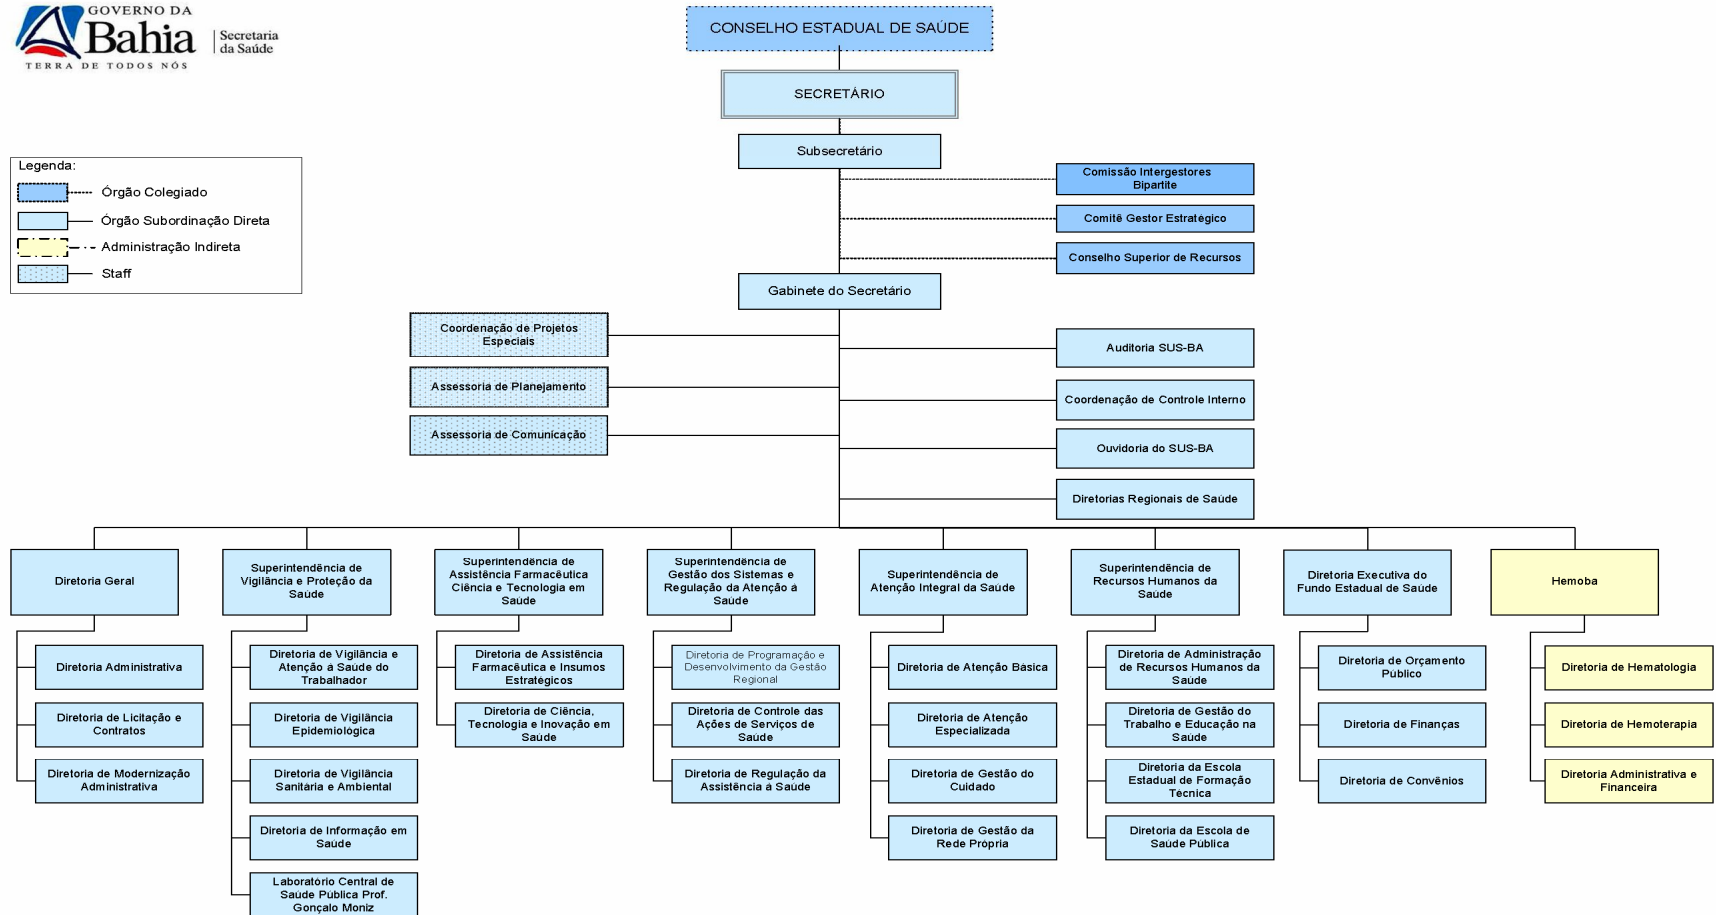 GOVERNO DA
Bahia
TERRA DE TODOS NÓS
Secretaria
da Saúde
CONSELHO ESTADUAL DE SAÚDE
SECRETÁRIO
Subsecretário
Legenda:
Órgão Colegiado
Órgão Subordinação Direta
Administração Indireta
Staff
Comissão Intergestores
Bipartite
Comitê Gestor Estratégico
Conselho Superior de Recursos
Gabinete do Secretário
Coordenação de Projetos
Especiais
Assessoria de Planejamento
Assessoria de Comunicação
Auditoria SUS-BA
Coordenação de Controle Interno
Ouvidoria do SUS-BA
Diretorias Regionais de Saúde
Diretoria Geral
Superintendência de
Vigilância e Proteção da
Saúde
Superintendência de
Assistência Farmacêutica
Ciência e Tecnologia em
Saúde
Superintendência de
Gestão dos Sistemas e
Regulação da Atenção à
Saúde
Superintendência de
Atenção Integral da Saúde
Superintendência de
Recursos Humanos da
Saúde
Diretoria Executiva do
Fundo Estadual de Saúde
Hemoba
Diretoria Administrativa
Diretoria de Licitação e
Contratos
Diretoria de Modernização
Administrativa
Diretoria de Vigilância e
Atenção à Saúde do
Trabalhador
Diretoria de Vigilância
Epidemiológica
Diretoria de Vigilância
Sanitária e Ambiental
Diretoria de Informação em
Saúde
Laboratório Central de
Saúde Pública Prof.
Gonçalo Moniz
Diretoria de Assistência
Farmacêutica e Insumos
Estratégicos
Diretoria de Ciência,
Tecnologia e Inovação em
Saúde
Diretoria de Programação e
Desenvolvimento da Gestão
Regional
Diretoria de Controle das
Ações de Serviços de
Saúde
Diretoria de Regulação da
Assistência à Saúde
Diretoria de Atenção Básica
Diretoria de Atenção
Especializada
Diretoria de Gestão do
Cuidado
Diretoria de Gestão da
Rede Própria
Diretoria de Administração
de Recursos Humanos da
Saúde
Diretoria de Gestão do
Trabalho e Educação na
Saúde
Diretoria da Escola
Estadual de Formação
Técnica
Diretoria da Escola de
Saúde Pública
Diretoria de Orçamento
Público
Diretoria de Finanças
Diretoria de Convênios
Diretoria de Hematologia
Diretoria de Hemoterapia
Diretoria Administrativa e
Financeira